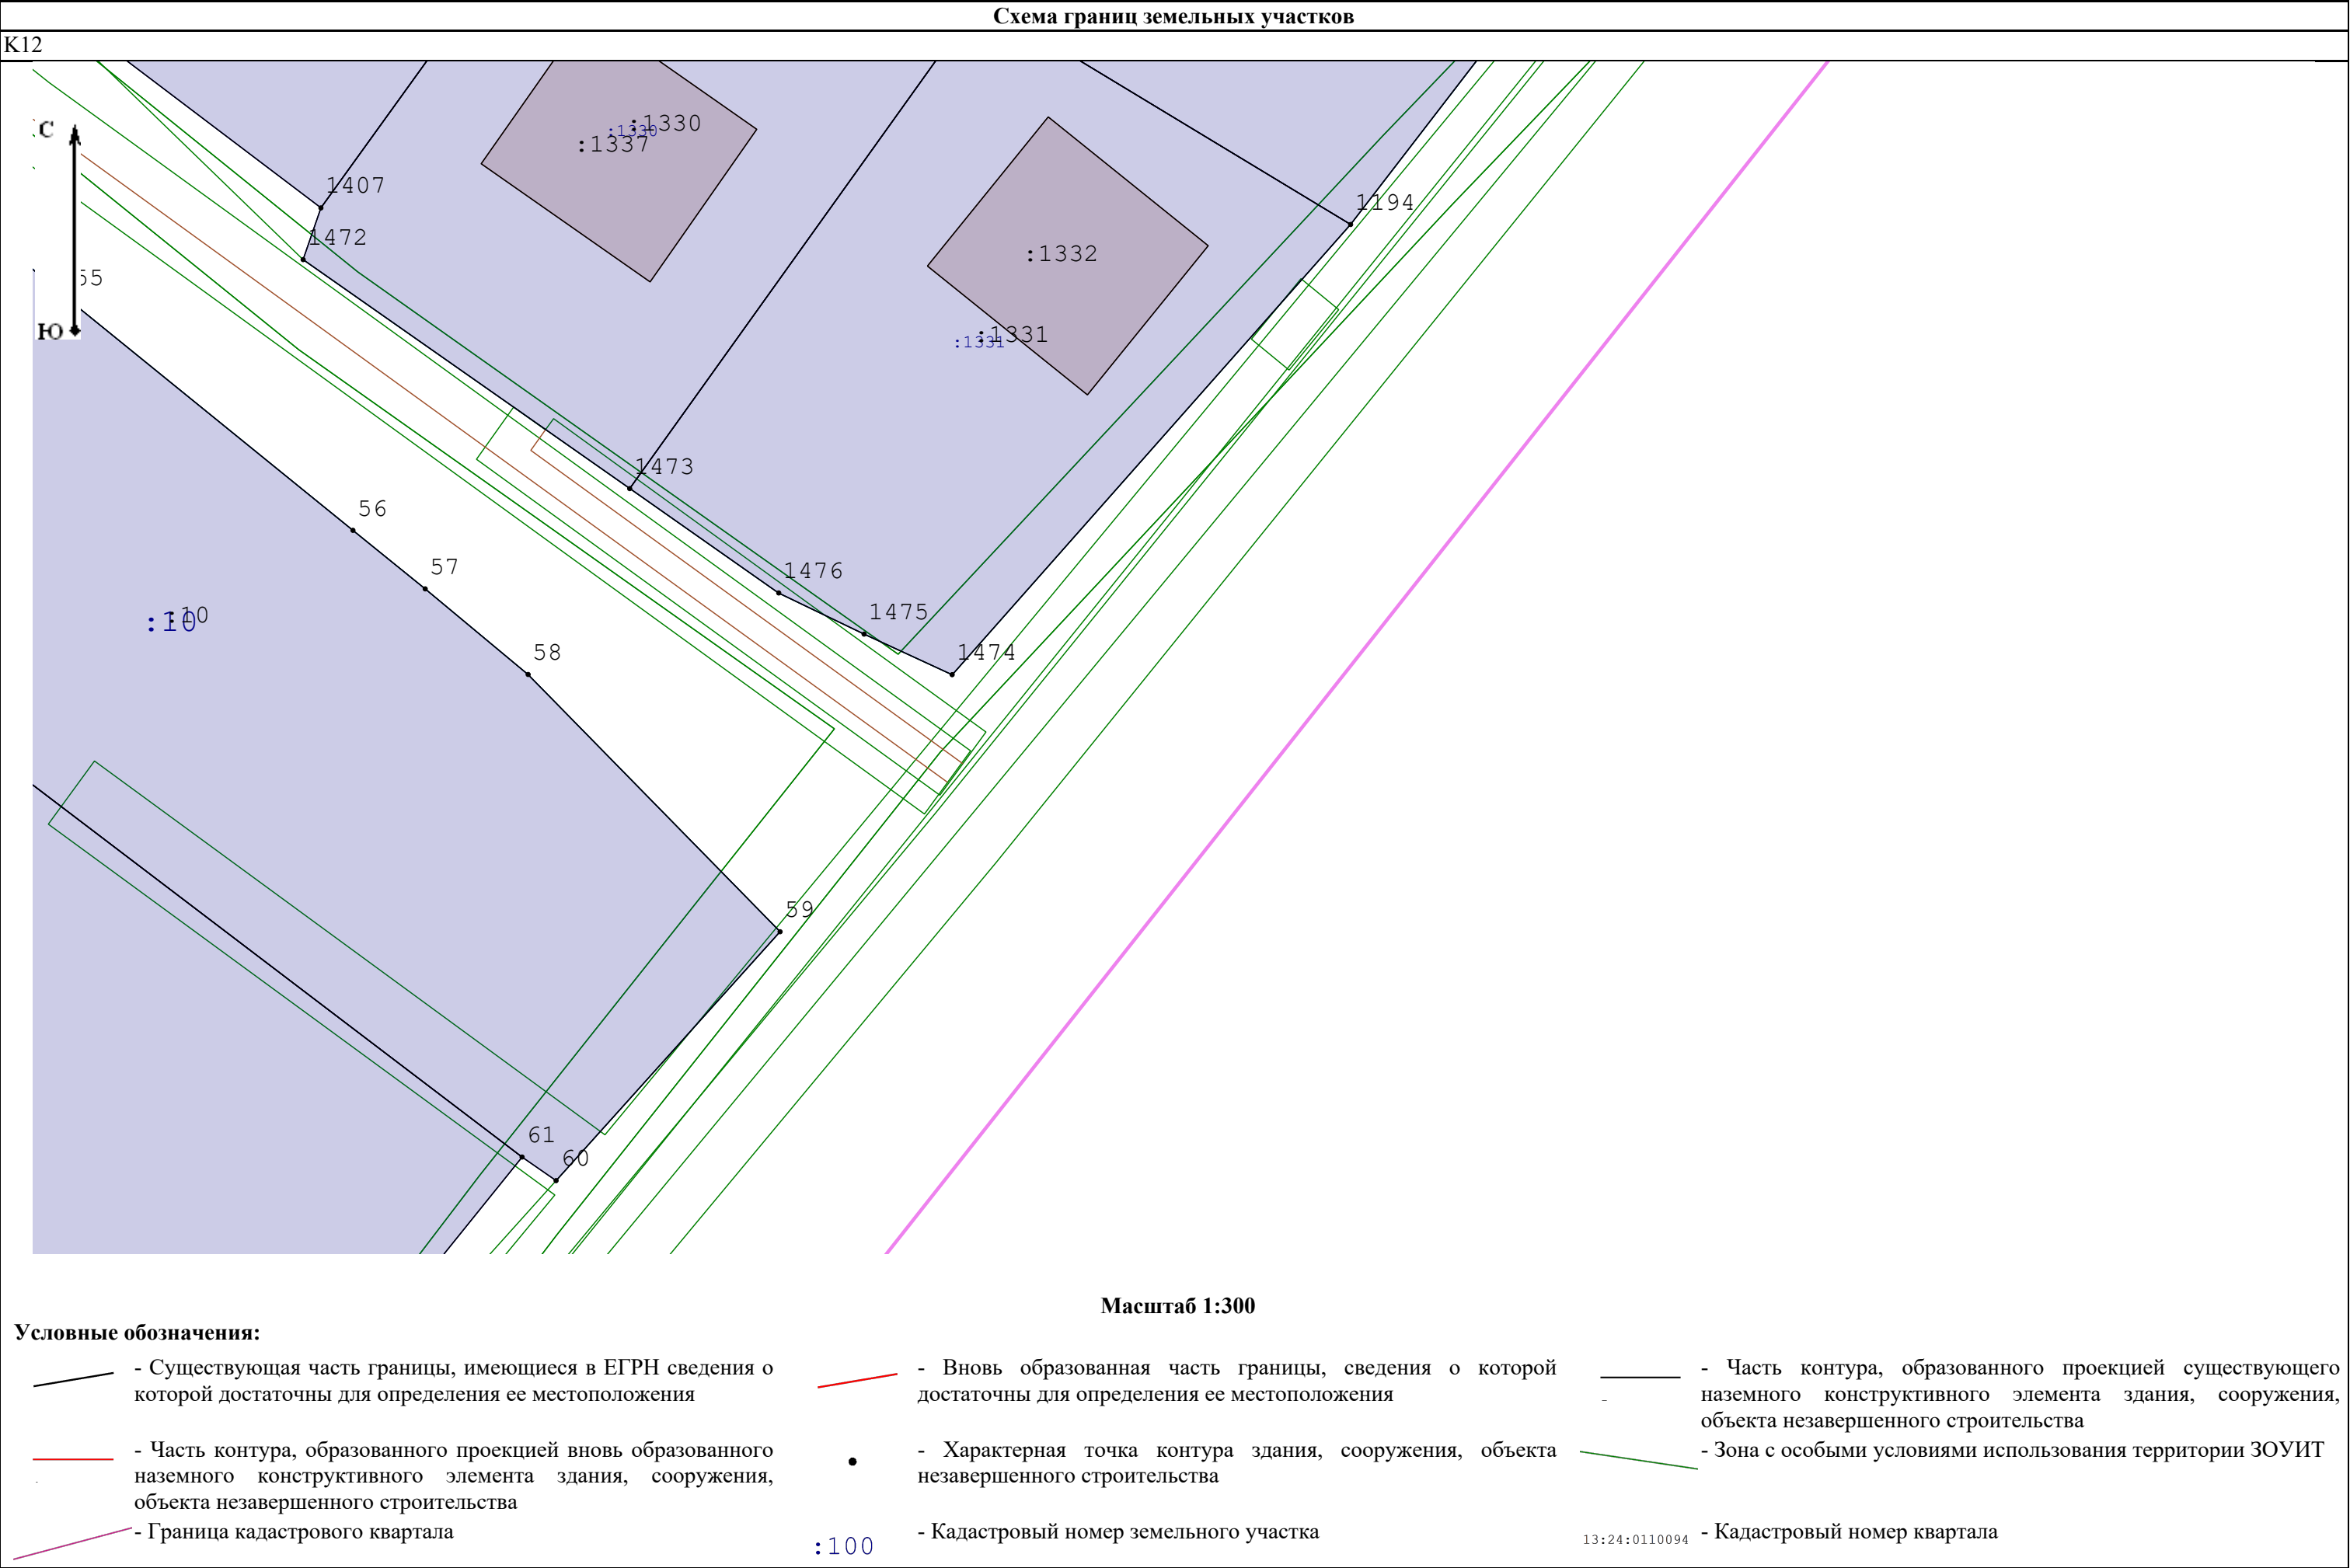 Схема границ земельных участков
К12
С
:1330
:1330
:1337
1407
1194
1472
:1332
55
Ю
:1331
:1331
1473
56
57
1476
1475
:10
:10
58
1474
59
61
60
Масштаб 1:300
Условные обозначения:
- Существующая часть границы, имеющиеся в ЕГРН сведения о
которой достаточны для определения ее местоположения
- Вновь образованная часть границы, сведения о которой
достаточны для определения ее местоположения
- Часть контура, образованного проекцией существующего
наземного конструктивного элемента здания, сооружения,
объекта незавершенного строительства
- Часть контура, образованного проекцией вновь образованного
наземного конструктивного элемента здания, сооружения,
объекта незавершенного строительства
- Характерная точка контура здания, сооружения, объекта
незавершенного строительства
- Зона с особыми условиями использования территории ЗОУИТ
- Граница кадастрового квартала
:100
- Кадастровый номер земельного участка
13:24:0110094
- Кадастровый номер квартала